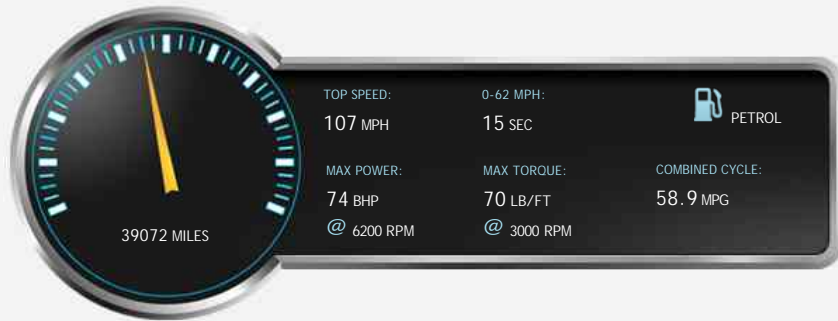 TOP SPEED:
107 MPH
0-62 MPH:
15 SEC
PETROL
MAX POWER:
74 BHP
@ 6200 RPM
MAX TORQUE:
70 LB/FT
@ 3000 RPM
COMBINED CYCLE:
58.9 MPG
39072 MILES